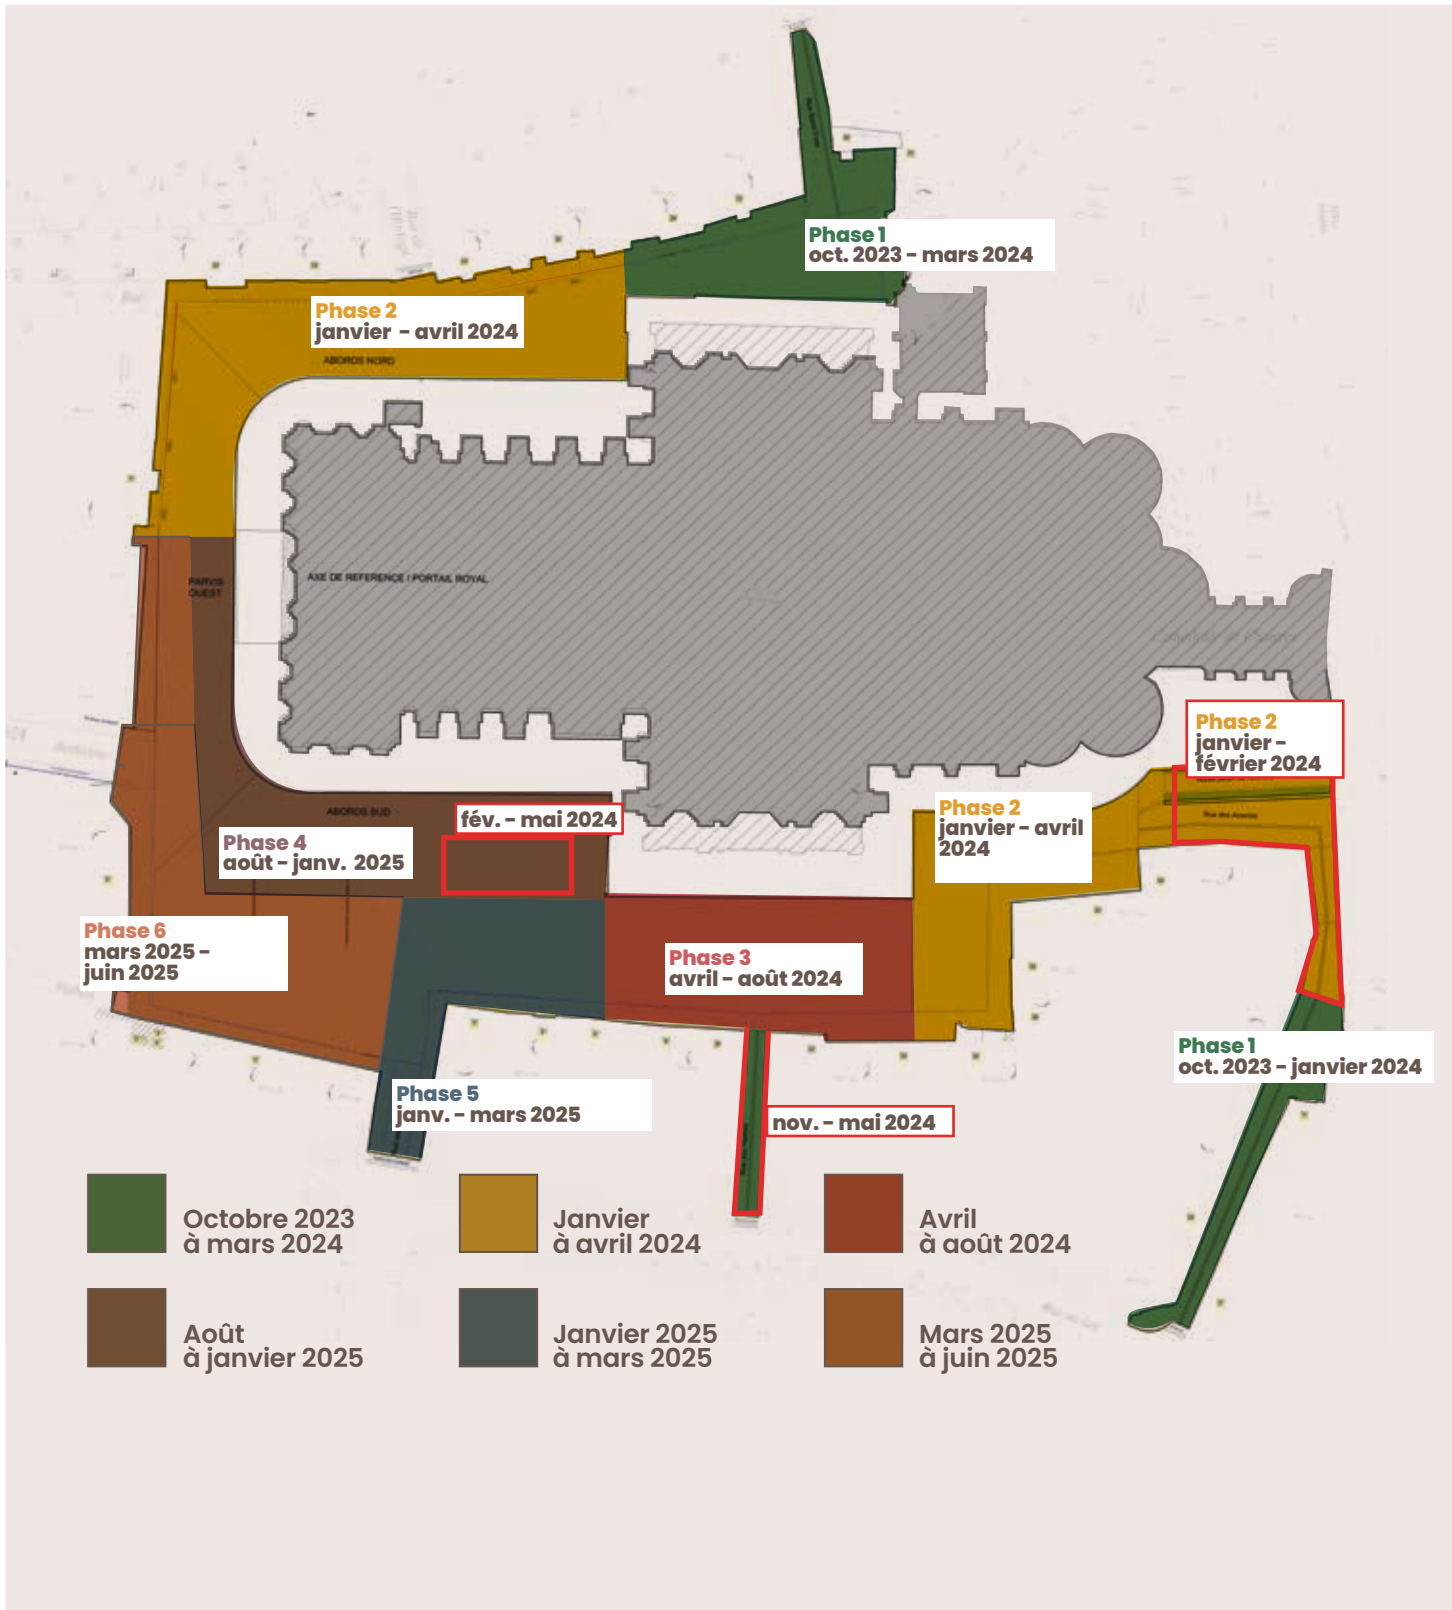 Phase 1
oct. 2023 – mars 2024
Phase 2
janvier – avril 2024
ABORDS NORD
PARVIS
OUEST
AXE DE REFERENCE / PORTAIL ROYAL
Phase 2
janvier –
février 2024
Rue des Acacias
Phase 2
janvier – avril
2024
ABORDS SUD
fév. – mai 2024
Phase 4
août – janv. 2025
Phase 6
mars 2025 –
juin 2025
Phase 3
avril – août 2024
Phase 1
oct. 2023 – janvier 2024
Phase 5
janv. – mars 2025
nov. – mai 2024
Octobre 2023
à mars 2024
Janvier
à avril 2024
Avril
à août 2024
Août
à janvier 2025
Janvier 2025
à mars 2025
Mars 2025
à juin 2025